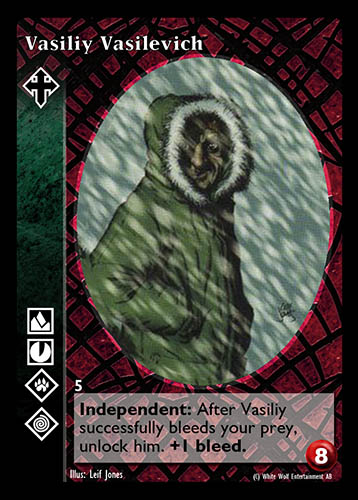 Vasiliy Vasilevich
5
Independent: After Vasiliy
successfully bleeds your prey,
unlock him. +1 bleed.
8
Illus: Leif Jones
(C) White Wolf Entertainment AB